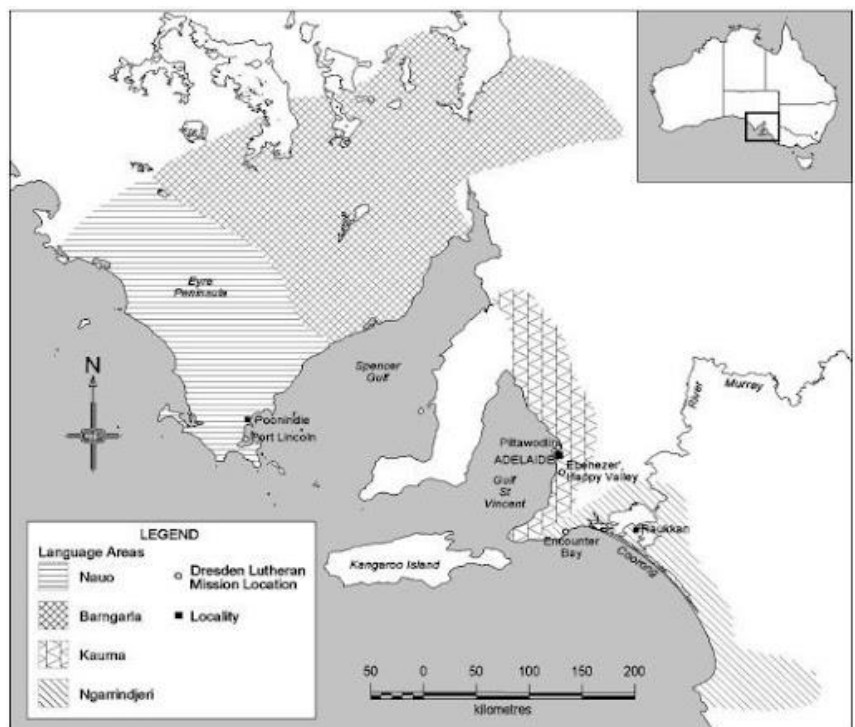 Eyre
Peninsula
N
Spencer
Gulf
River
Murray
Poonindie
Port Lincoln
Piltawodli
ADELAIDE
Ebenezer',
Happy Valley
Gulf
St
Vincent
Encounter
Bay
Raukkan
Coorong
Kangaroo Island
LEGEND
Language Areas
Nauo
Barngarla
Kaurna
Ngarrindjeri
Dresden Lutheran
Mission Location
Locality
50 0 50 100 150 200
kilometres